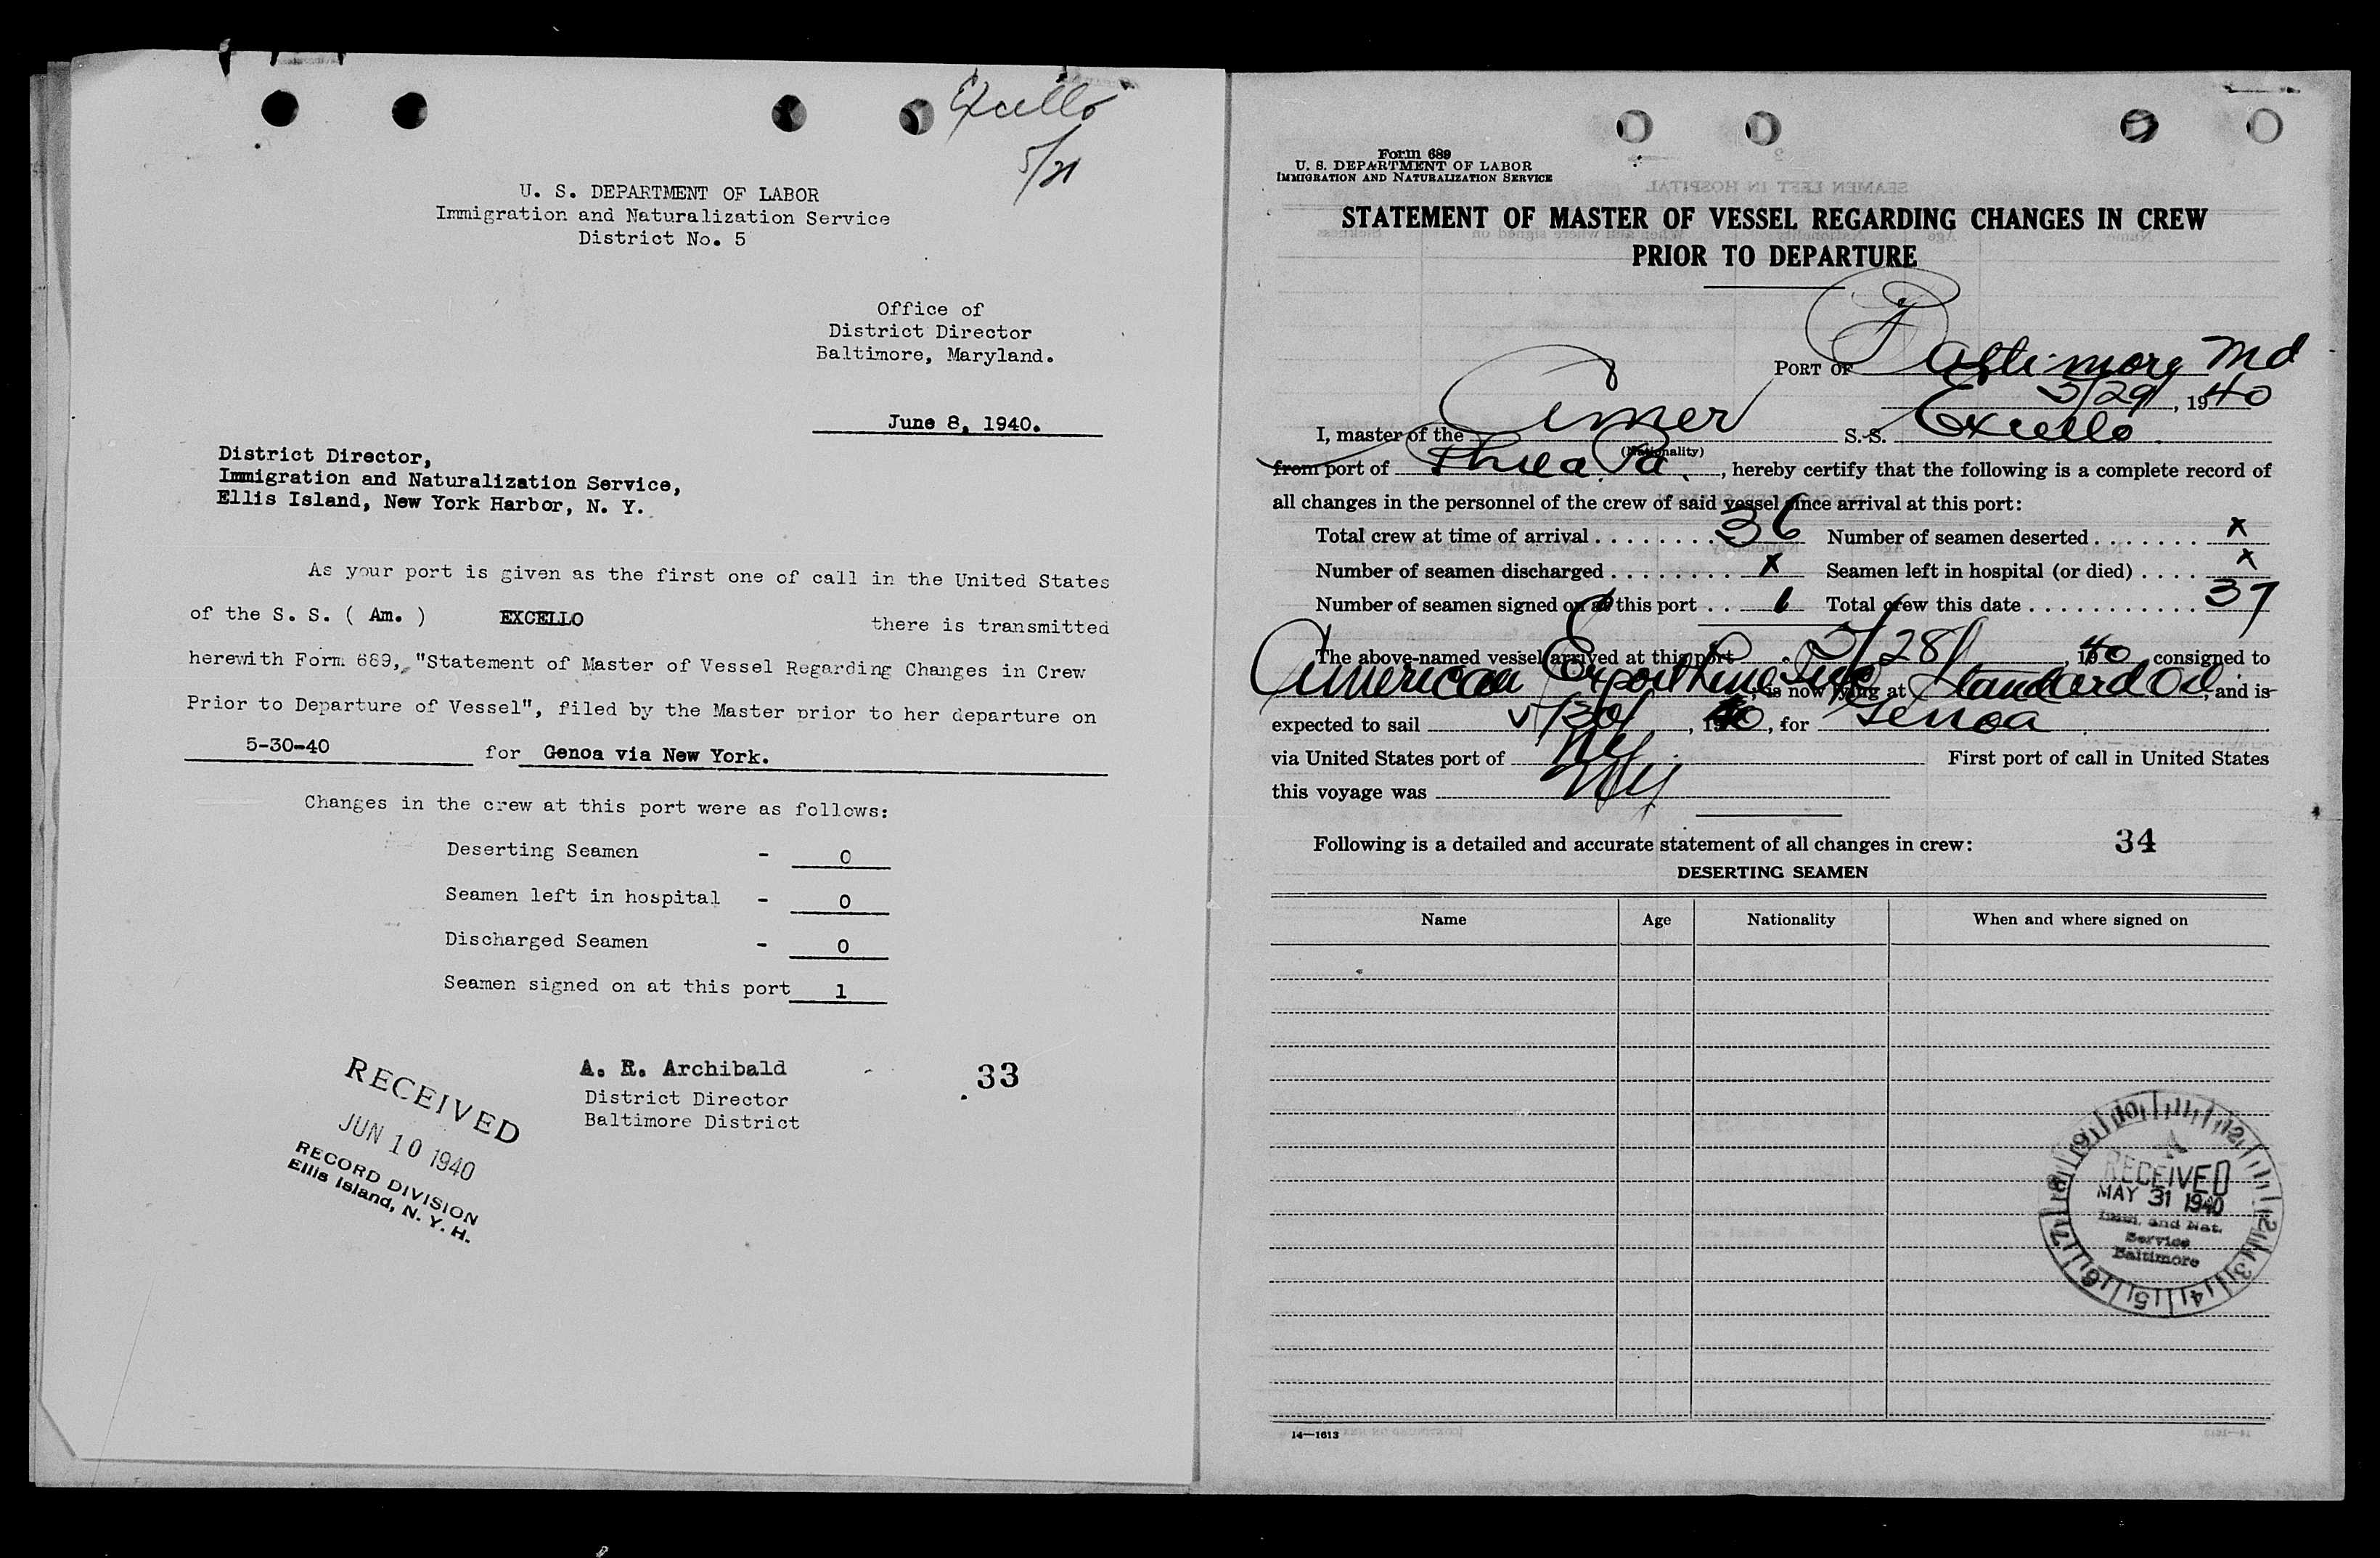 Excello
5/21
U. S. DEPARTMENT OF LABOR
Immigration and Naturalization Service
District No. 5
Office of
District Director
Baltimore, Maryland.
June 8, 1940.
District Director,
Immigration and Naturalization Service,
Ellis Island, New York Harbor, N. Y.
As your port is given as the first one of call in the United States
of the S. S. ( Am. ) EXCELLO there is transmitted
herewith Form 689, "Statement of Master of Vessel Regarding Changes in Crew
Prior to Departure of Vessel", filed by the Master prior to her departure on
5-30-40 for Genoa via New York.
Changes in the crew at this port were as follows:
Deserting Seamen - 0
Seamen left in hospital - 0
Discharged Seamen - 0
Seamen signed on at this port 1
A. R. Archibald
District Director
Baltimore District
33
RECEIVED
JUN 10 1940
RECORD DIVISION
Ellis Island, N. Y. H.
Form 689
U. S. DEPARTMENT OF LABOR
IMMIGRATION AND NATURALIZATION SERVICE
STATEMENT OF MASTER OF VESSEL REGARDING CHANGES IN CREW
PRIOR TO DEPARTURE
PORT OF Baltimore Md
5/29/, 1940
I, master of the Amer S. S. Excello
(Nationality)
from port of Phila Pa., hereby certify that the following is a complete record of
all changes in the personnel of the crew of said vessel since arrival at this port:
Total crew at time of arrival ........ 36 Number of seamen deserted ....... x
Number of seamen discharged ........ x Seamen left in hospital (or died) .... x
Number of seamen signed on at this port .. 1 Total crew this date ........... 37
The above-named vessel arrived at this port 5/28/, 1940 consigned to
American Export Line Inc, is now lying at Standard Oil, and is
expected to sail 5/30/, 1940, for Genoa
via United States port of NY First port of call in United States
this voyage was NY
Following is a detailed and accurate statement of all changes in crew: 34
DESERTING SEAMEN
Name Age Nationality When and where signed on
RECEIVED
MAY 31 1940
Imm. and Nat.
Service
Baltimore
14—1613